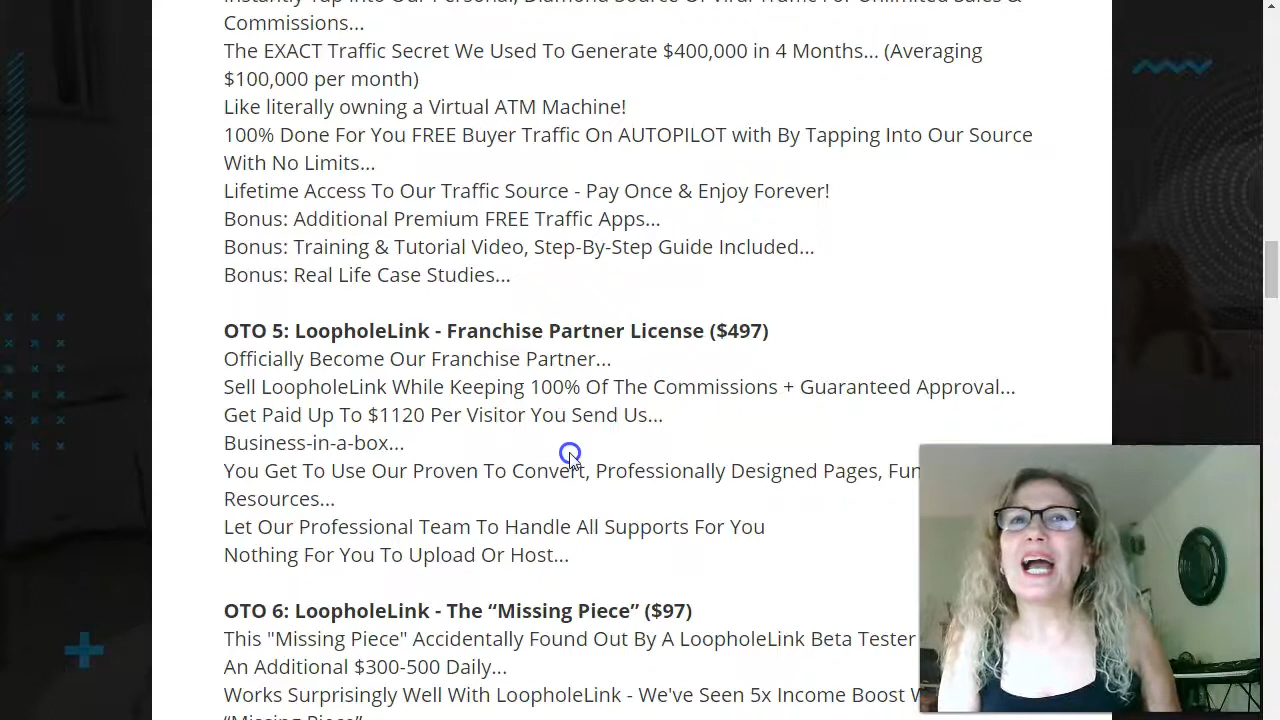 Instantly Tap Into Our Personal, Diamond Source Of Viral Traffic For Unlimited Sales &
Commissions...
The EXACT Traffic Secret We Used To Generate $400,000 in 4 Months... (Averaging
$100,000 per month)
Like literally owning a Virtual ATM Machine!
100% Done For You FREE Buyer Traffic On AUTOPILOT with By Tapping Into Our Source
With No Limits...
Lifetime Access To Our Traffic Source - Pay Once & Enjoy Forever!
Bonus: Additional Premium FREE Traffic Apps...
Bonus: Training & Tutorial Video, Step-By-Step Guide Included...
Bonus: Real Life Case Studies...
OTO 5: LoopholeLink - Franchise Partner License ($497)
Officially Become Our Franchise Partner...
Sell LoopholeLink While Keeping 100% Of The Commissions + Guaranteed Approval...
Get Paid Up To $1120 Per Visitor You Send Us...
Business-in-a-box...
You Get To Use Our Proven To Convert, Professionally Designed Pages,
Resources...
Let Our Professional Team To Handle All Supports For You
Nothing For You To Upload Or Host...
OTO 6: LoopholeLink - The “Missing Piece” ($97)
This "Missing Piece" Accidentally Found Out By A LoopholeLink Beta Tester
An Additional $300-500 Daily...
Works Surprisingly Well With LoopholeLink - We've Seen 5x Income Boost
“Missing Piece”